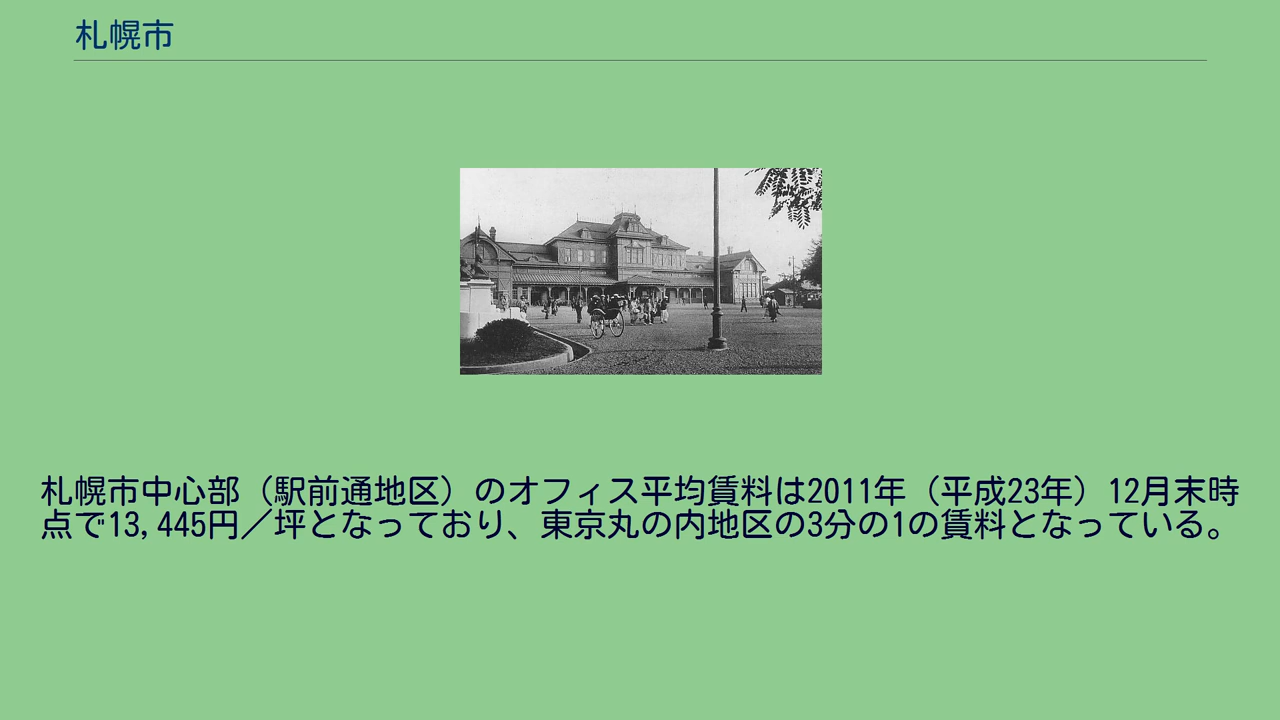 札幌市
札幌市中心部（駅前通地区）のオフィス平均賃料は2011年（平成23年）12月末時
点で13,445円／坪となっており、東京丸の内地区の3分の1の賃料となっている。